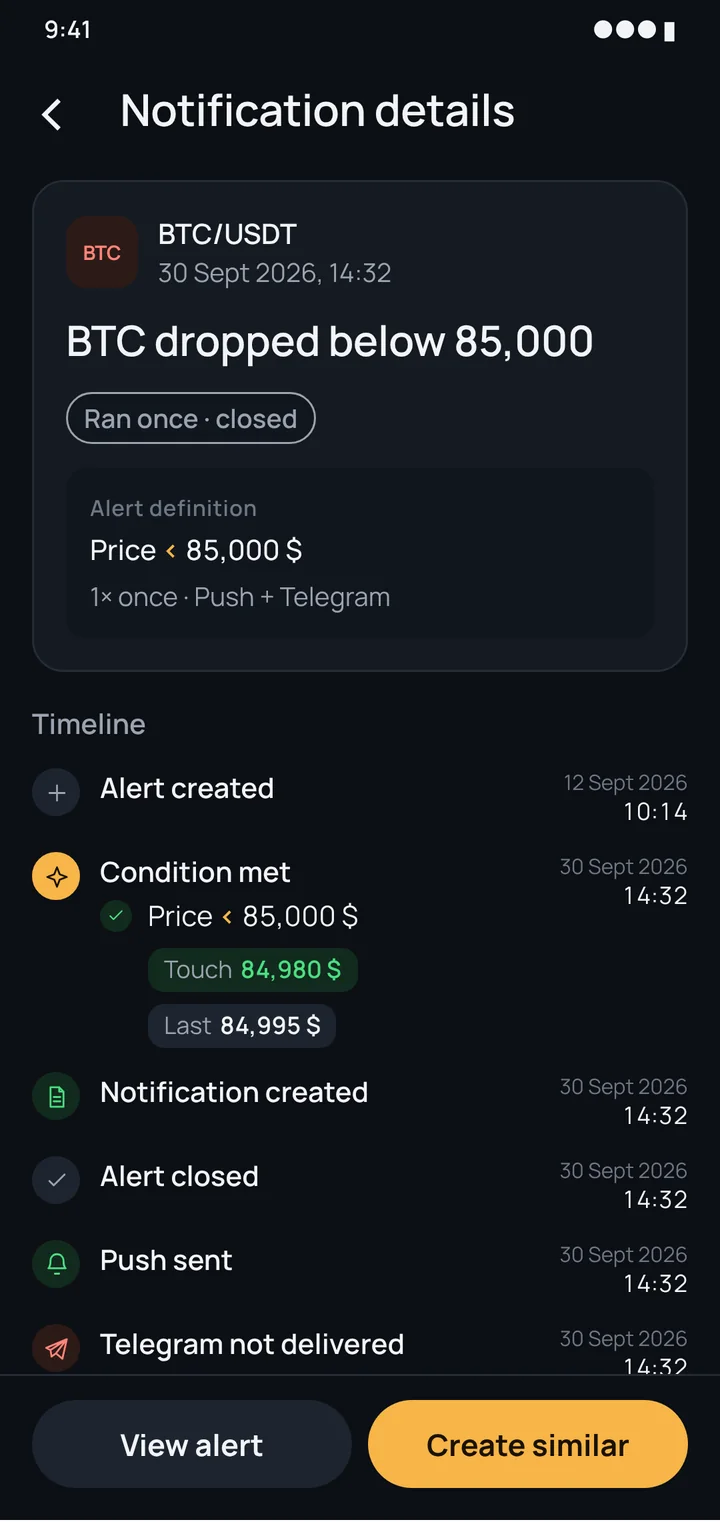 9:41
Notification details
BTC
BTC/USDT
30 Sept 2026, 14:32
BTC dropped below 85,000
Ran once · closed
Alert definition
Price < 85,000 $
1× once · Push + Telegram
Timeline
Alert created
12 Sept 2026
10:14
Condition met
30 Sept 2026
14:32
Price < 85,000 $
Touch 84,980 $
Last 84,995 $
Notification created
30 Sept 2026
14:32
Alert closed
30 Sept 2026
14:32
Push sent
30 Sept 2026
14:32
Telegram not delivered
30 Sept 2026
14:32
View alert
Create similar